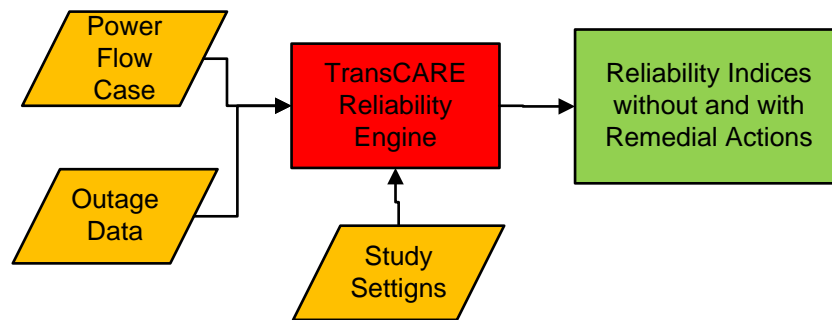 Power
Flow
Case
TransCARE
Reliability
Engine
Reliability Indices
without and with
Remedial Actions
Outage
Data
Study
Settigns